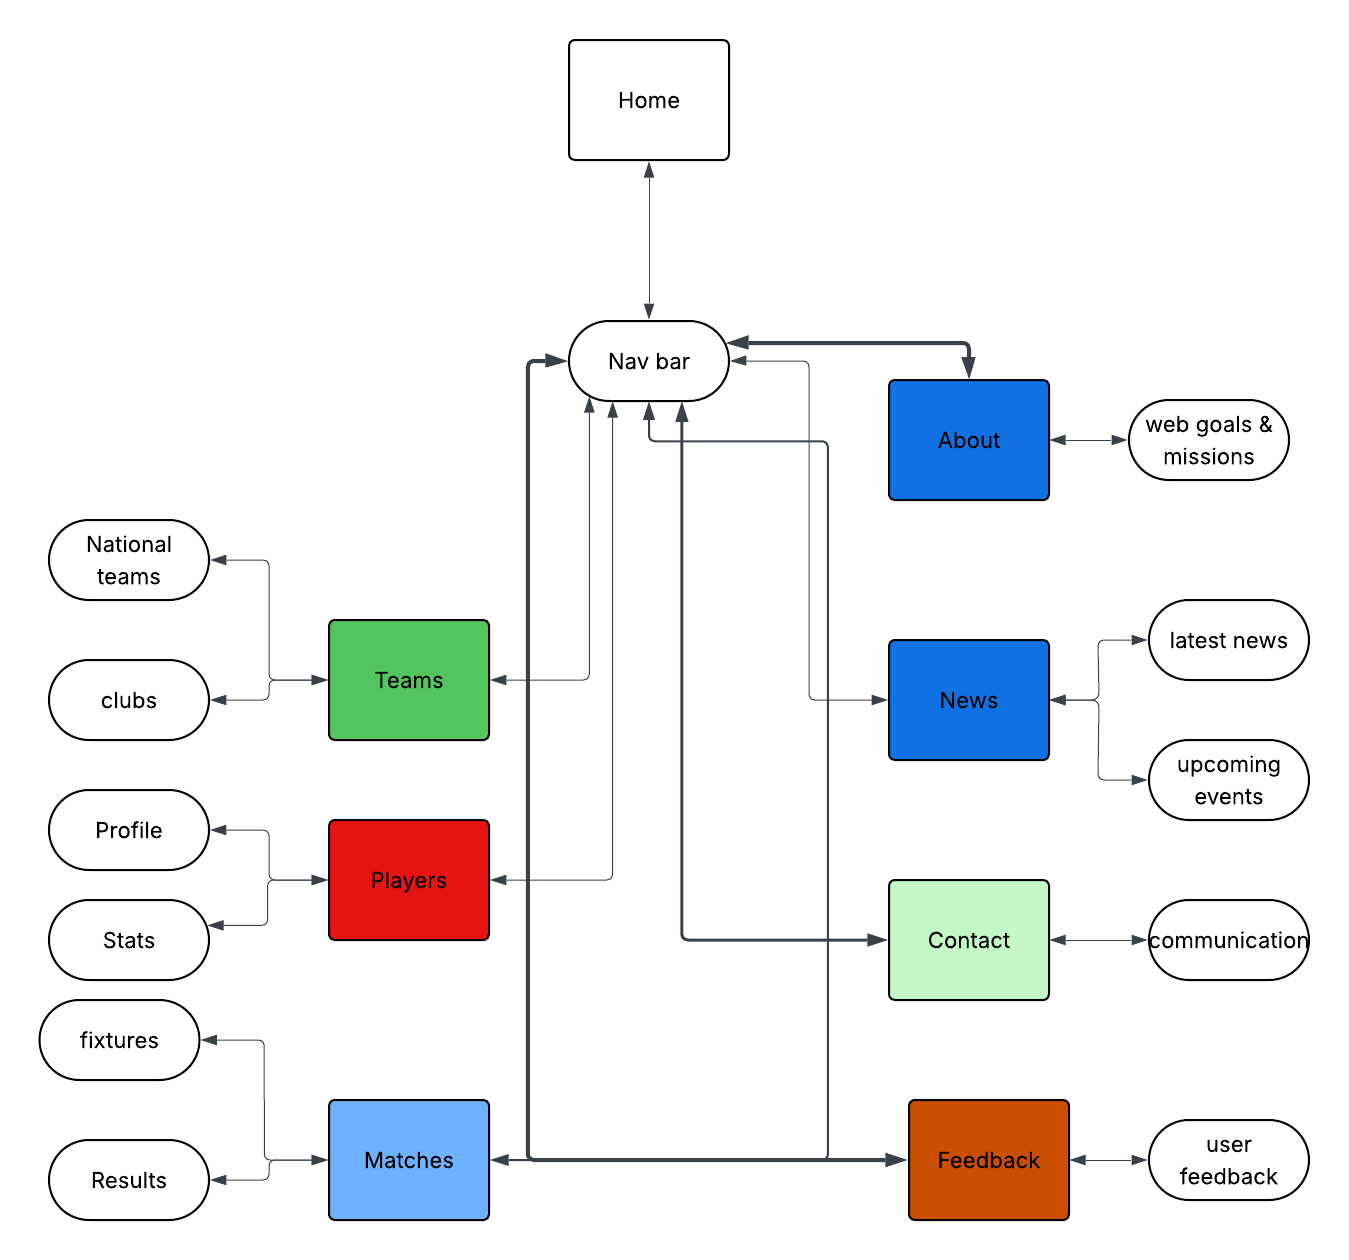 Home
Nav bar
About
web goals &
missions
National
teams
clubs
Teams
News
latest news
upcoming
events
Profile
Stats
Players
Contact
communication
fixtures
Results
Matches
Feedback
user
feedback